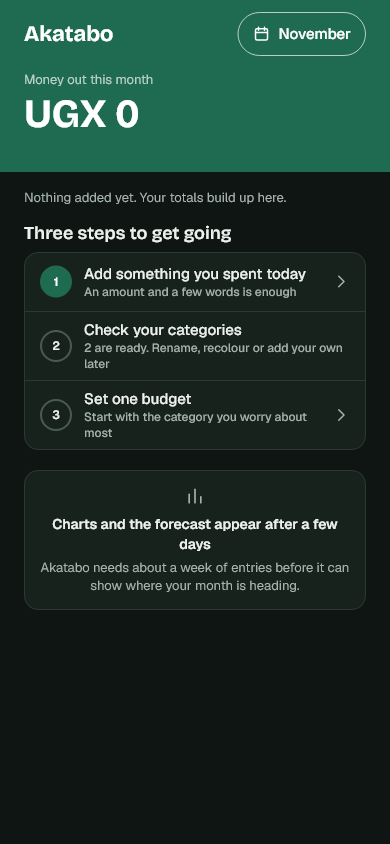 Akatabo
November
Money out this month
UGX 0
Nothing added yet. Your totals build up here.
Three steps to get going
1
Add something you spent today
An amount and a few words is enough
2
Check your categories
2 are ready. Rename, recolour or add your own
later
3
Set one budget
Start with the category you worry about
most
Charts and the forecast appear after a few
days
Akatabo needs about a week of entries before it can
show where your month is heading.